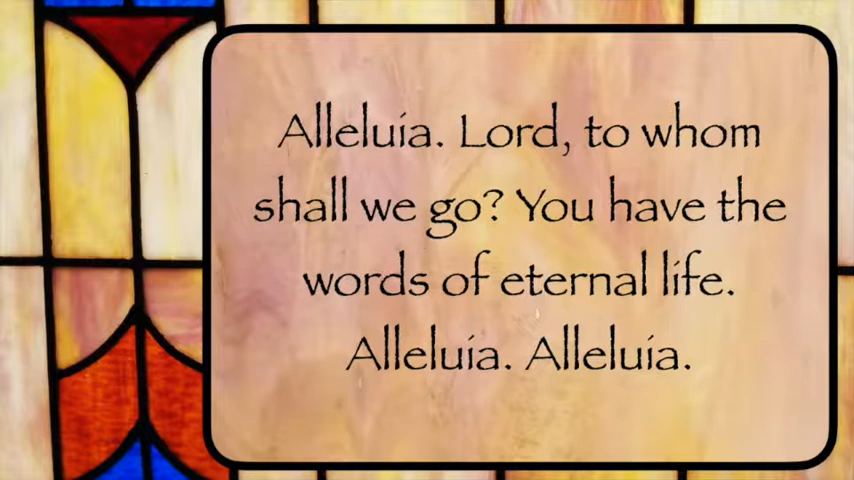 Alleluia. Lord, to whom
shall we go? You have the
words of eternal life.
Alleluia. Alleluia.